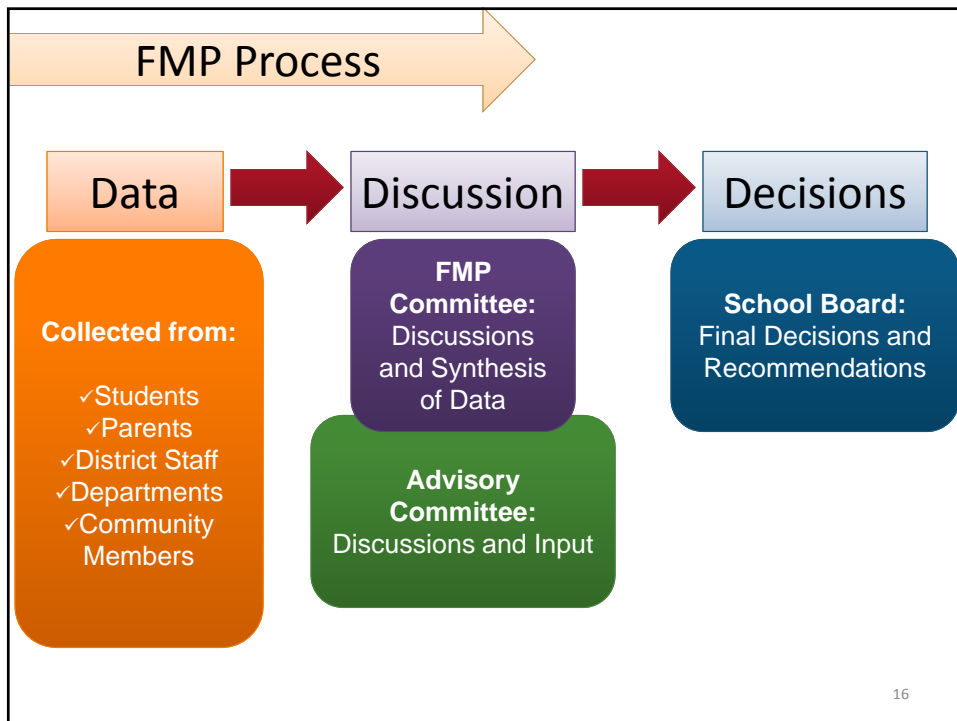 FMP Process
Data
Discussion
Decisions
Collected from:
✓Students
✓Parents
✓District Staff
✓Departments
✓Community
Members
FMP
Committee:
Discussions
and Synthesis
of Data
Advisory
Committee:
Discussions and Input
School Board:
Final Decisions and
Recommendations
16